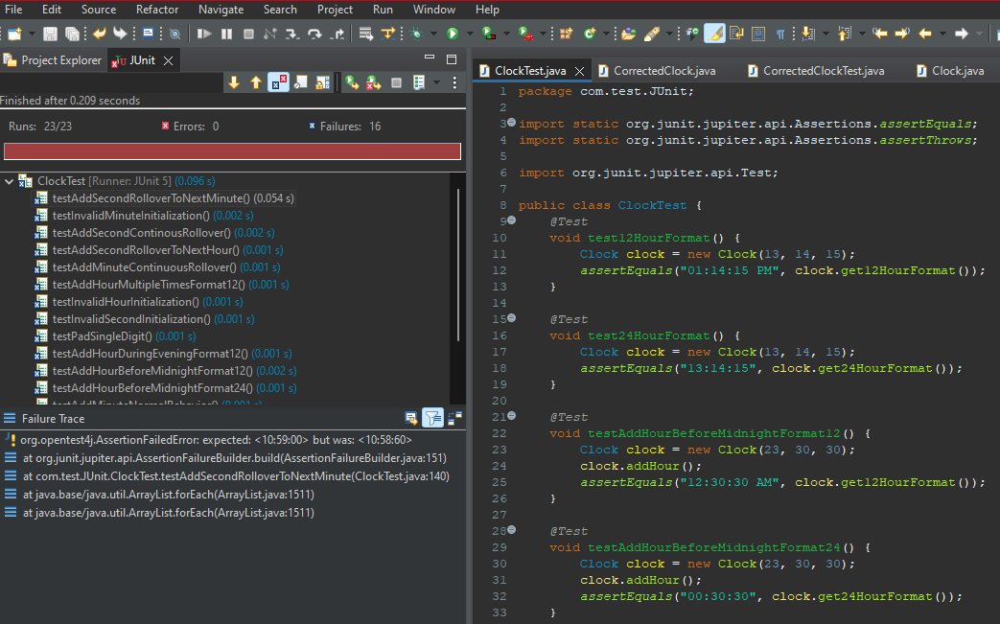 File Edit Source Refactor Navigate Search Project Run Window Help
Project Explorer JUnit
Finished after 0.209 seconds
Runs: 23/23 Errors: 0 Failures: 16
ClockTest [Runner: JUnit 5] (0.096 s)
testAddSecondRolloverToNextMinute() (0.054 s)
testInvalidMinuteInitialization() (0.002 s)
testAddSecondContinousRollover() (0.002 s)
testAddSecondRolloverToNextHour() (0.001 s)
testAddMinuteContinuousRollover() (0.001 s)
testAddHourMultipleTimesFormat12() (0.001 s)
testInvalidHourInitialization() (0.001 s)
testInvalidSecondInitialization() (0.001 s)
testPadSingleDigit() (0.001 s)
testAddHourDuringEveningFormat12() (0.001 s)
testAddHourBeforeMidnightFormat12() (0.002 s)
testAddHourBeforeMidnightFormat24() (0.001 s)
testAddMinuteNormalBehavior() (0.001 s)
Failure Trace
org.opentest4j.AssertionFailedError: expected: <10:59:00> but was: <10:58:60>
at org.junit.jupiter.api.AssertionFailureBuilder.build(AssertionFailureBuilder.java:151)
at com.test.JUnit.ClockTest.testAddSecondRolloverToNextMinute(ClockTest.java:140)
at java.base/java.util.ArrayList.forEach(ArrayList.java:1511)
at java.base/java.util.ArrayList.forEach(ArrayList.java:1511)
ClockTest.java CorrectedClock.java CorrectedClockTest.java Clock.java
1 package com.test.JUnit;
2
3 import static org.junit.jupiter.api.Assertions.assertEquals;
4 import static org.junit.jupiter.api.Assertions.assertThrows;
5
6 import org.junit.jupiter.api.Test;
7
8 public class ClockTest {
9 @Test
10 void test12HourFormat() {
11 Clock clock = new Clock(13, 14, 15);
12 assertEquals("01:14:15 PM", clock.get12HourFormat());
13 }
14
15 @Test
16 void test24HourFormat() {
17 Clock clock = new Clock(13, 14, 15);
18 assertEquals("13:14:15", clock.get24HourFormat());
19 }
20
21 @Test
22 void testAddHourBeforeMidnightFormat12() {
23 Clock clock = new Clock(23, 30, 30);
24 clock.addHour();
25 assertEquals("12:30:30 AM", clock.get12HourFormat());
26 }
27
28 @Test
29 void testAddHourBeforeMidnightFormat24() {
30 Clock clock = new Clock(23, 30, 30);
31 clock.addHour();
32 assertEquals("00:30:30", clock.get24HourFormat());
33 }